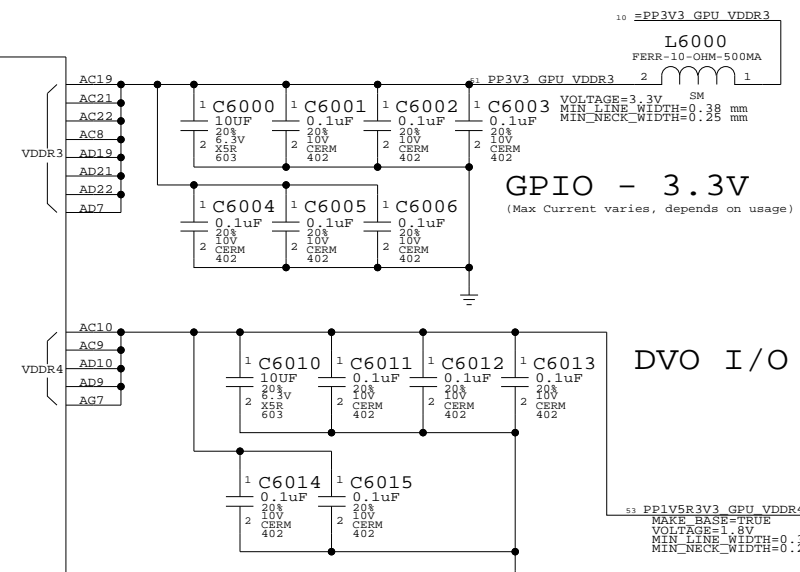 10 =PP3V3_GPU_VDDR3
L6000
FERR-10-OHM-500MA
2 1
SM
51 PP3V3_GPU_VDDR3
VOLTAGE=3.3V
MIN_LINE_WIDTH=0.38 mm
MIN_NECK_WIDTH=0.25 mm
GPIO - 3.3V
(Max Current varies, depends on usage)
VDDR3
AC19
AC21
AC22
AC8
AD19
AD21
AD22
AD7
1 C6000
10UF
20%
6.3V
2 X5R
603
1 C6001
0.1uF
20%
10V
2 CERM
402
1 C6002
0.1uF
20%
10V
2 CERM
402
1 C6003
0.1uF
20%
10V
2 CERM
402
1 C6004
0.1uF
20%
10V
2 CERM
402
1 C6005
0.1uF
20%
10V
2 CERM
402
1 C6006
0.1uF
20%
10V
2 CERM
402
VDDR4
AC10
AC9
AD10
AD9
AG7
1 C6010
10UF
20%
6.3V
2 X5R
603
1 C6011
0.1uF
20%
10V
2 CERM
402
1 C6012
0.1uF
20%
10V
2 CERM
402
1 C6013
0.1uF
20%
10V
2 CERM
402
DVO I/O
1 C6014
0.1uF
20%
10V
2 CERM
402
1 C6015
0.1uF
20%
10V
2 CERM
402
53 PP1V5R3V3_GPU_VDDR4
MAKE_BASE=TRUE
VOLTAGE=1.8V
MIN_LINE_WIDTH=0.
MIN_NECK_WIDTH=0.2